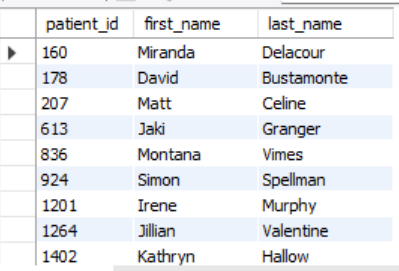 patient_id first_name last_name
160 Miranda Delacour
178 David Bustamonte
207 Matt Celine
613 Jaki Granger
836 Montana Vimes
924 Simon Spellman
1201 Irene Murphy
1264 Jillian Valentine
1402 Kathryn Hallow